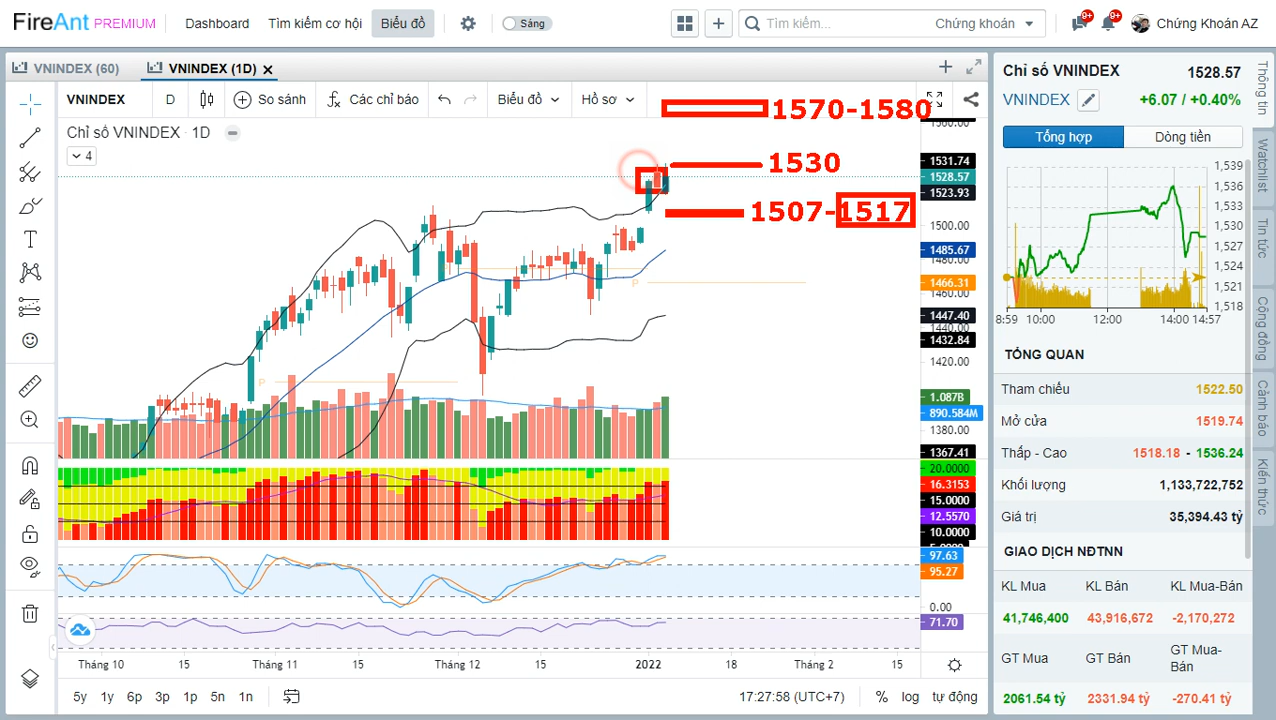 FireAnt PREMIUM Dashboard Tìm kiếm cơ hội Biểu đồ Sáng Tìm kiếm... Chứng khoán 9+ 9+ Chứng Khoán AZ
VNINDEX (60) VNINDEX (1D)
VNINDEX D So sánh Các chỉ báo Biểu đồ Hồ sơ
Chỉ số VNINDEX · 1D
4
1570-1580
1530
1507-1517
P
P
1560.00
1531.74
1528.57
1523.93
1500.00
1485.67
1480.00
1466.31
1460.00
1447.40
1440.00
1432.84
1420.00
1.087B
890.584M
1380.00
1367.41
20.0000
16.3153
15.0000
12.5570
10.0000
5.0000
97.63
95.27
0.00
71.70
Tháng 10 15 Tháng 11 15 Tháng 12 15 2022 18 Tháng 2 15
5y 1y 6p 3p 1p 5n 1n 17:27:58 (UTC+7) % log tự động
Chỉ số VNINDEX 1528.57
VNINDEX +6.07 / +0.40%
Tổng hợp Dòng tiền
1,539
1,536
1,533
1,530
1,527
1,524
1,521
1,518
8:59 10:00 12:00 14:00 14:57
TỔNG QUAN
Tham chiếu 1522.50
Mở cửa 1519.74
Thấp - Cao 1518.18 - 1536.24
Khối lượng 1,133,722,752
Giá trị 35,394.43 tỷ
GIAO DỊCH NĐTNN
KL Mua KL Bán KL Mua-Bán
41,746,400 43,916,672 -2,170,272
GT Mua GT Bán GT Mua-
Bán
2061.54 tỷ 2331.94 tỷ -270.41 tỷ
Thông tin
Watchlist
Tin tức
Cộng đồng
Cảnh báo
Kiến thức